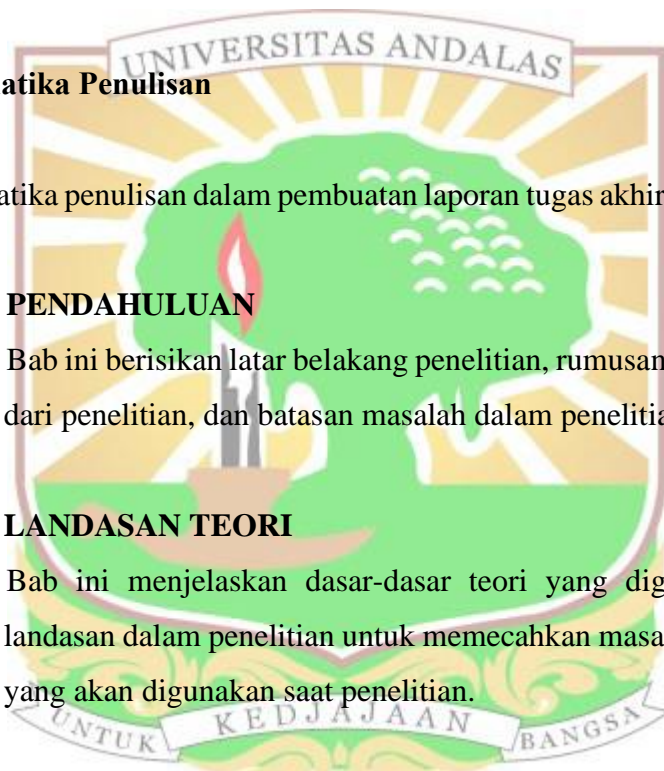 UNIVERSITAS ANDALAS
atika Penulisan
atika penulisan dalam pembuatan laporan tugas akhir
PENDAHULUAN
Bab ini berisikan latar belakang penelitian, rumusan
dari penelitian, dan batasan masalah dalam penelitia
LANDASAN TEORI
Bab ini menjelaskan dasar-dasar teori yang dig
landasan dalam penelitian untuk memecahkan masa
yang akan digunakan saat penelitian.
UNTUK KEDJAJAAN BANGSA